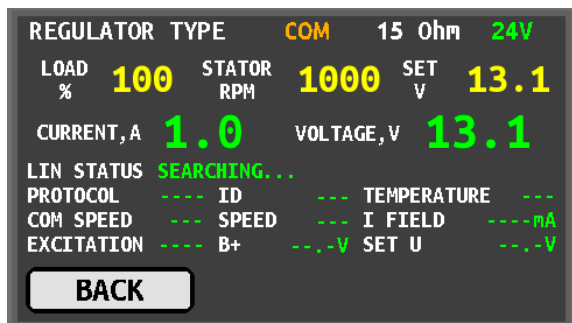 REGULATOR TYPE COM 15 Ohm 24V
LOAD % 100 STATOR RPM 1000 SET V 13.1
CURRENT,A 1.0 VOLTAGE,V 13.1
LIN STATUS SEARCHING...
PROTOCOL ---- ID --- TEMPERATURE ---
COM SPEED --- SPEED --- I FIELD ----mA
EXCITATION ---- B+ --.-V SET U --.-V
BACK